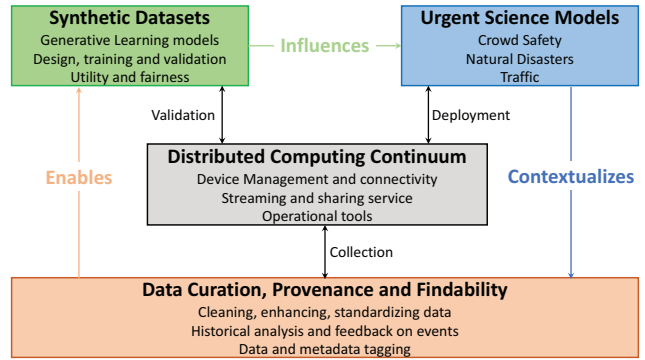 Synthetic Datasets
Generative Learning models
Design, training and validation
Utility and fairness
Influences
Urgent Science Models
Crowd Safety
Natural Disasters
Traffic
Validation
Deployment
Distributed Computing Continuum
Device Management and connectivity
Streaming and sharing service
Operational tools
Enables
Contextualizes
Collection
Data Curation, Provenance and Findability
Cleaning, enhancing, standardizing data
Historical analysis and feedback on events
Data and metadata tagging